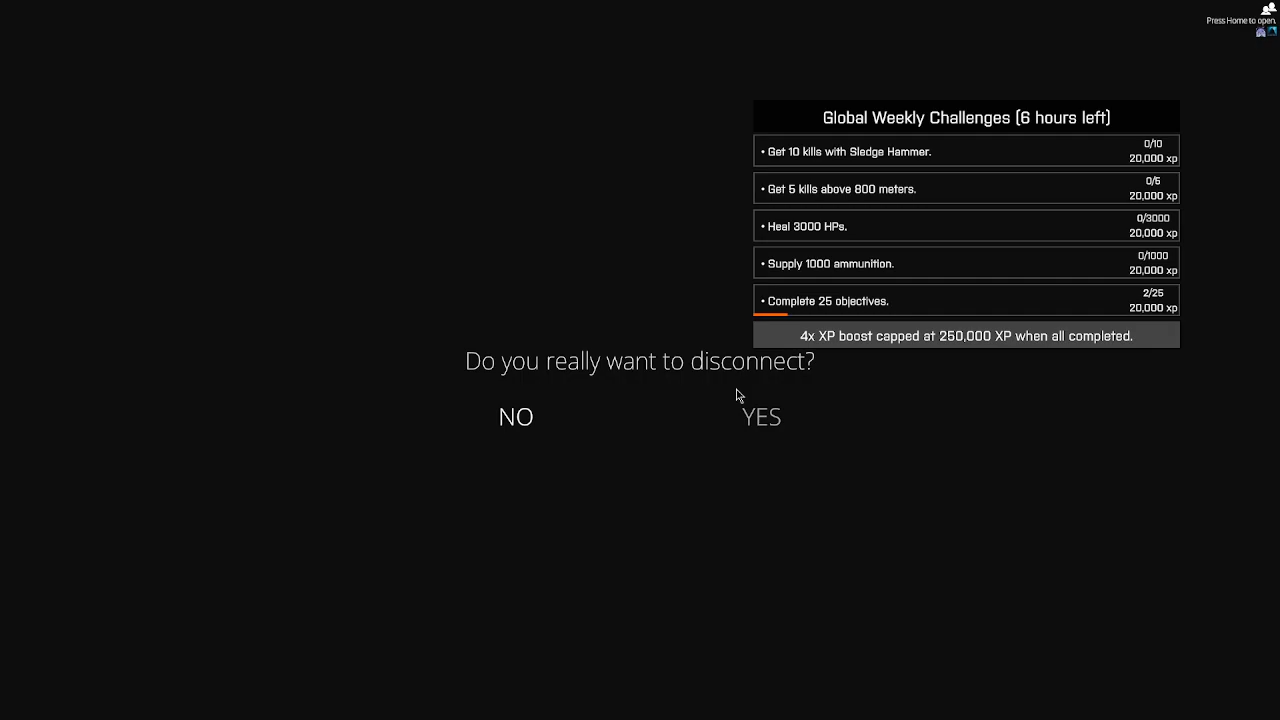 Press Home to open.
Global Weekly Challenges (6 hours left)
• Get 10 kills with Sledge Hammer.
0/10
20,000 xp
• Get 5 kills above 800 meters.
0/5
20,000 xp
• Heal 3000 HPs.
0/3000
20,000 xp
• Supply 1000 ammunition.
0/1000
20,000 xp
• Complete 25 objectives.
2/25
20,000 xp
4x XP boost capped at 250,000 XP when all completed.
Do you really want to disconnect?
NO
YES